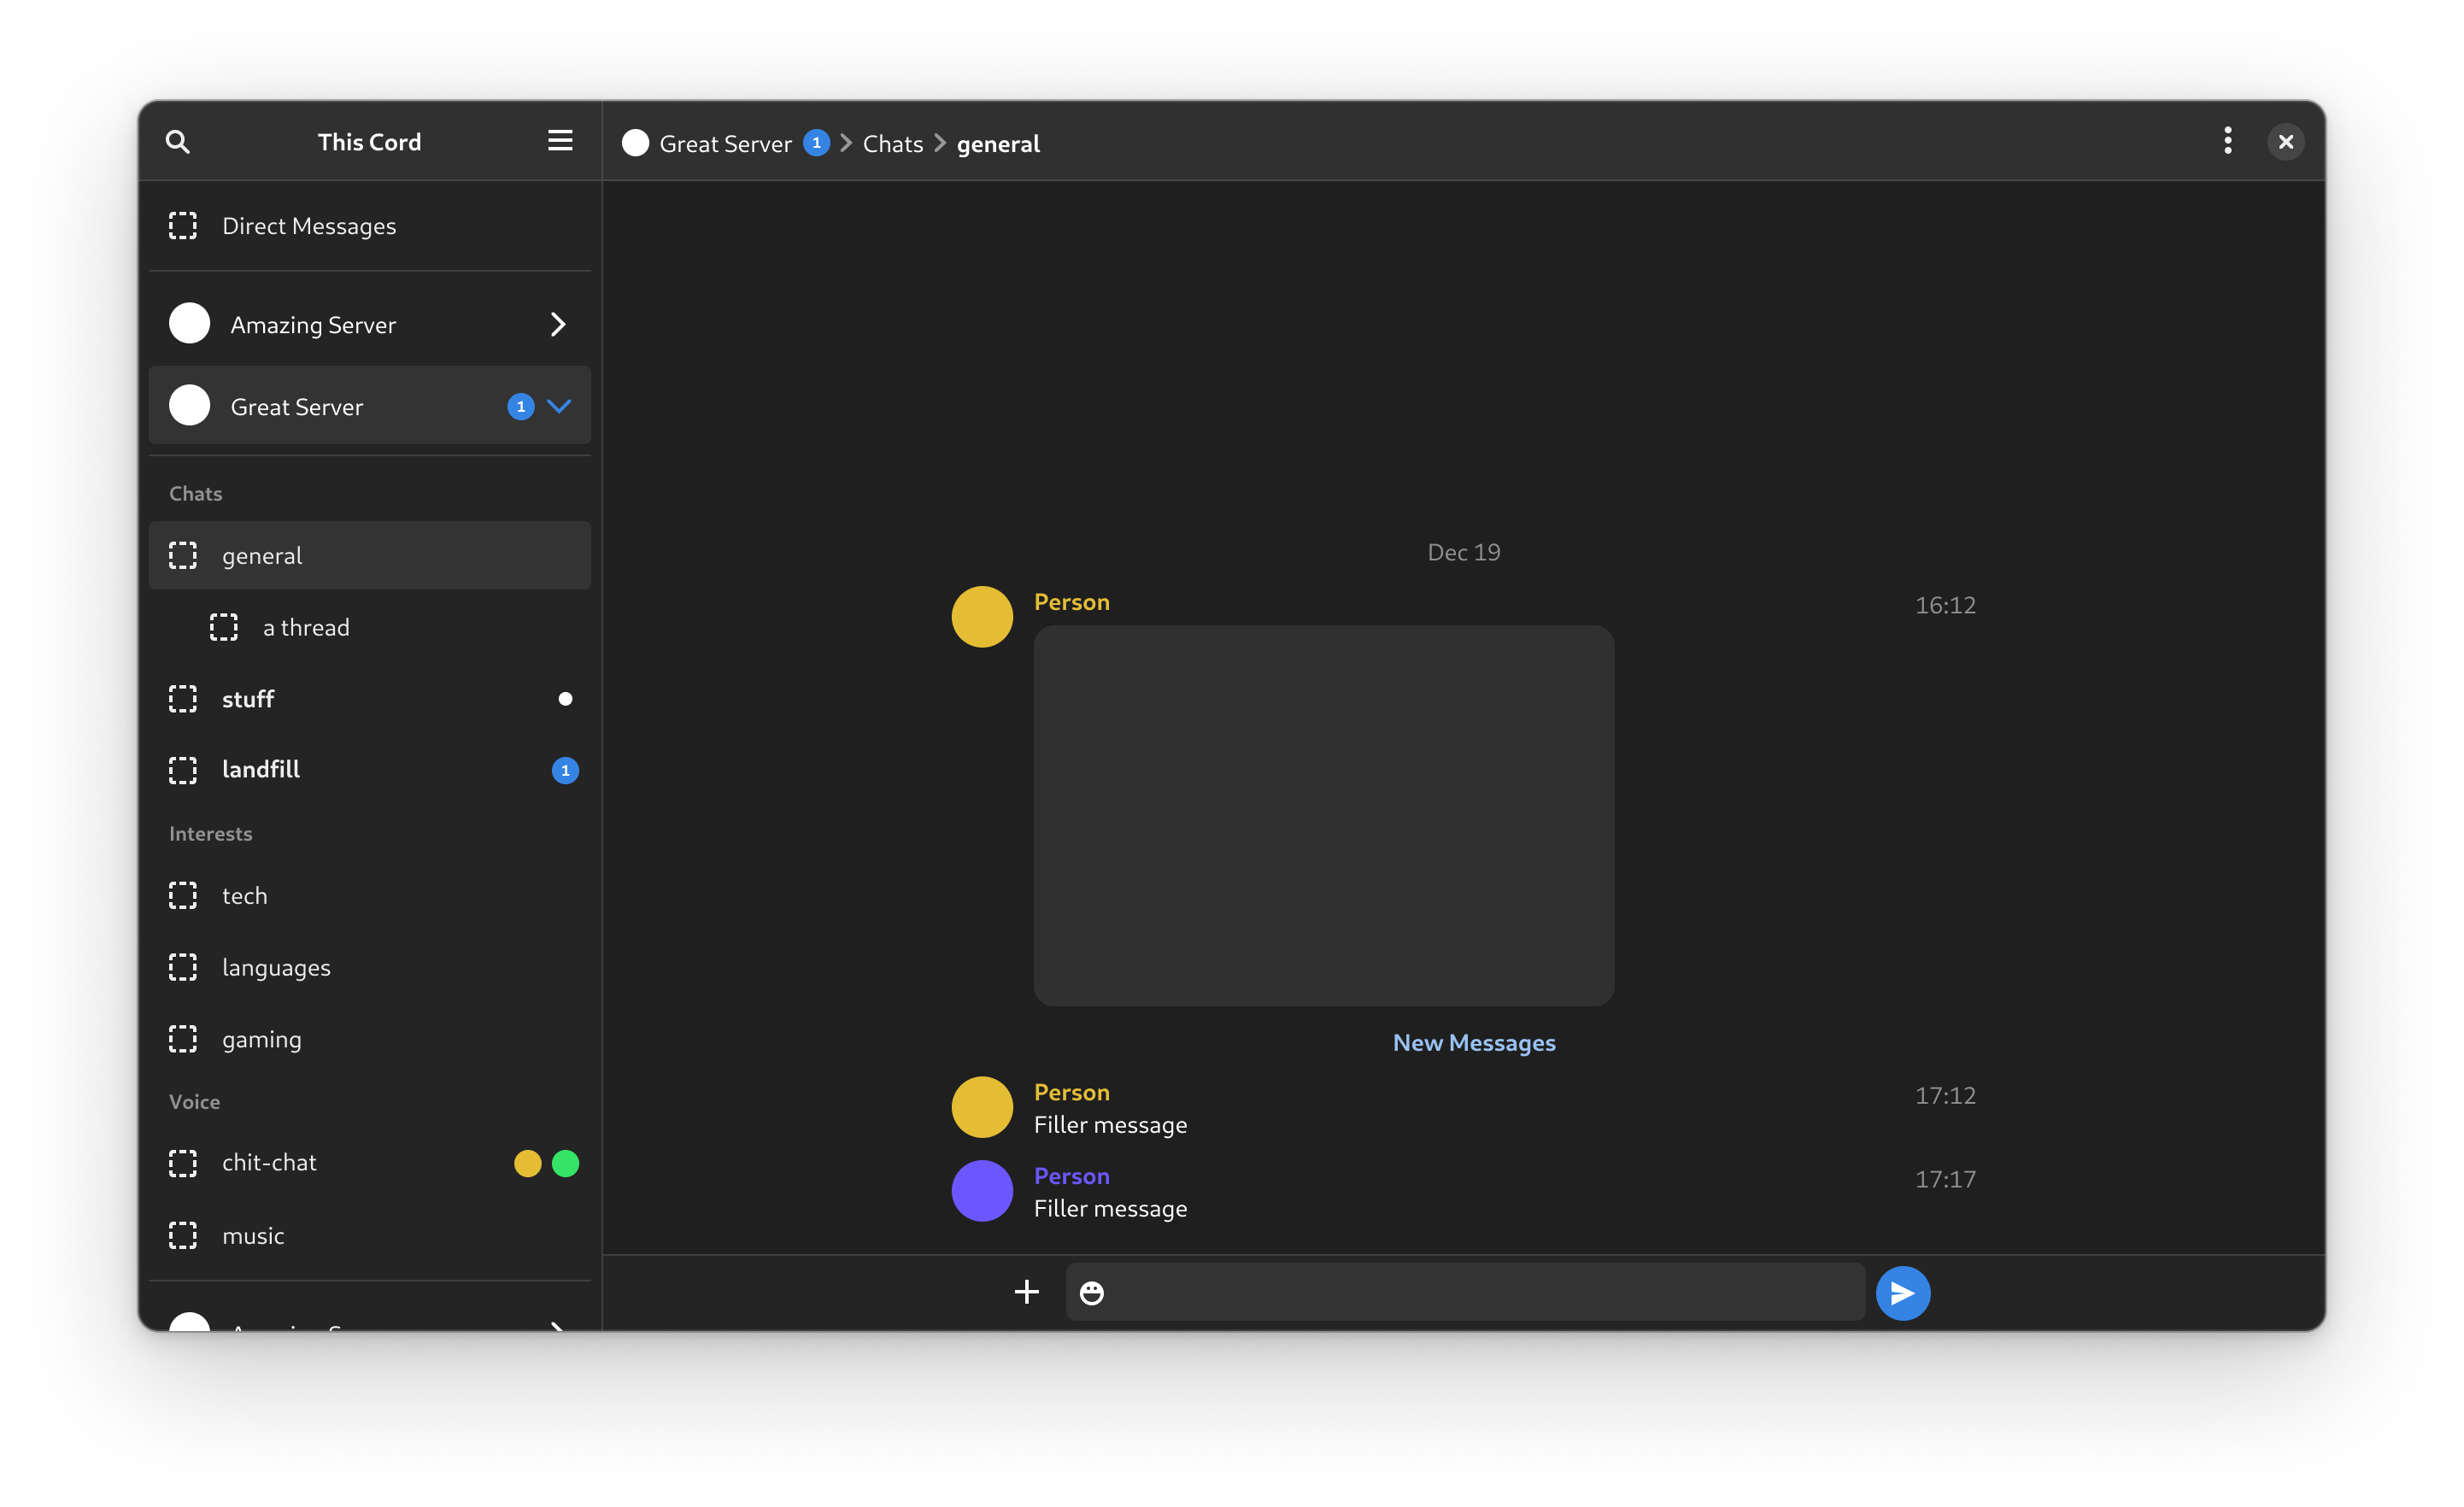 This Cord
Great Server 1 Chats general
Direct Messages
Amazing Server
Great Server 1
Chats
general
a thread
stuff
landfill 1
Interests
tech
languages
gaming
Voice
chit-chat
music
Dec 19
Person 16:12
New Messages
Person 17:12
Filler message
Person 17:17
Filler message